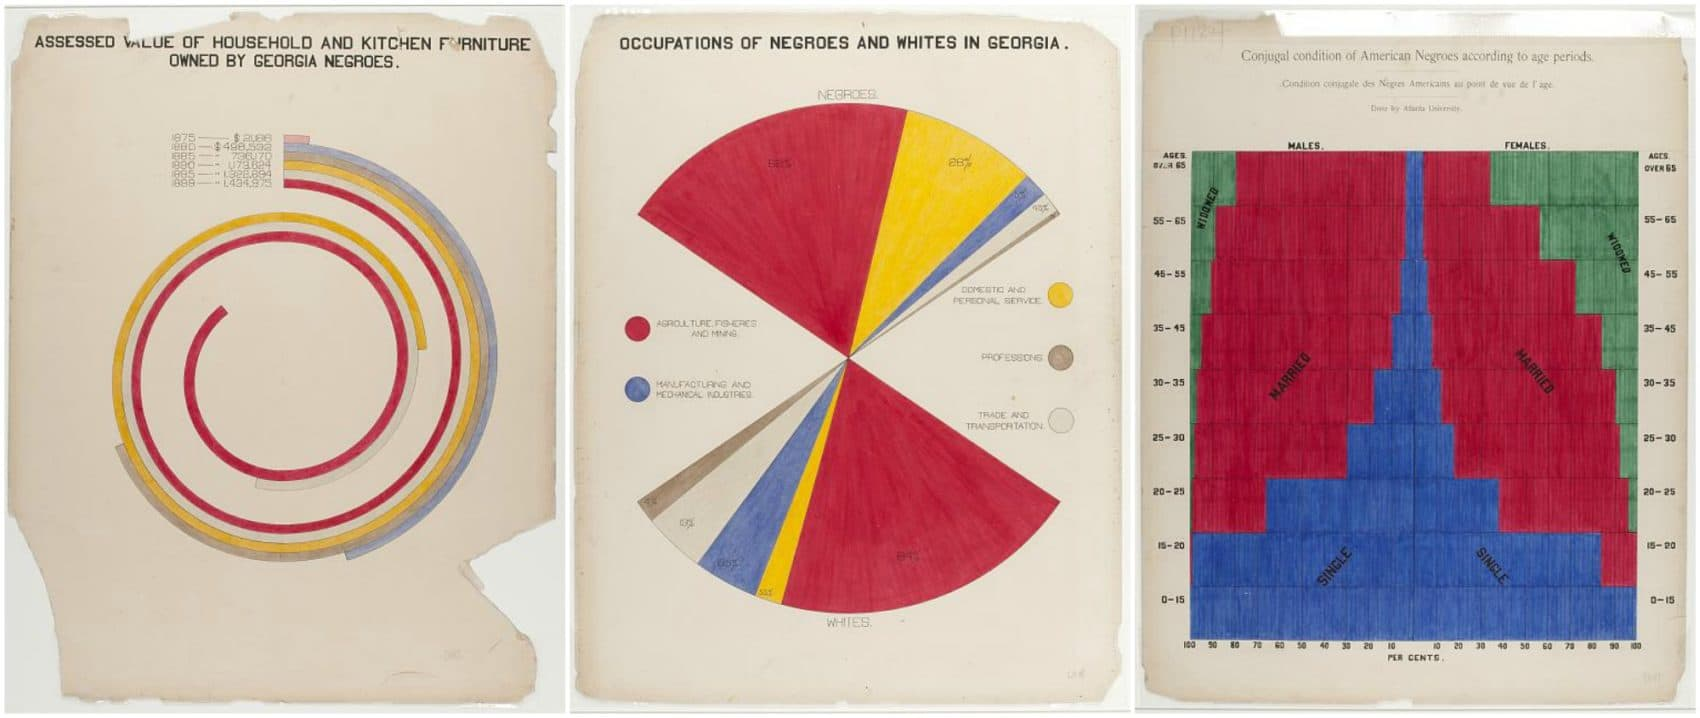 ASSESSED VALUE OF HOUSEHOLD AND KITCHEN FURNITURE
OWNED BY GEORGIA NEGROES.
1875 $ 21,186
1880 $ 498,532
1885 " 736,170
1890 " 1,173,624
1895 " 1,322,694
1899 " 1,434,975
OCCUPATIONS OF NEGROES AND WHITES IN GEORGIA.
NEGROES.
62%
28%
DOMESTIC AND
PERSONAL SERVICE.
AGRICULTURE, FISHERIES
AND MINING.
PROFESSIONS.
MANUFACTURING AND
MECHANICAL INDUSTRIES.
TRADE AND
TRANSPORTATION.
4%
64%
WHITES.
Conjugal condition of American Negroes according to age periods.
Condition conjugale des Nègres Americains au point de vue de l'age.
Done by Atlanta University.
MALES. FEMALES.
AGES. AGES.
OVER 65 OVER 65
WIDOWED
55-65 55-65
WIDOWED
45-55 45-55
35-45 35-45
MARRIED MARRIED
30-35 30-35
25-30 25-30
20-25 20-25
15-20 15-20
SINGLE SINGLE
0-15 0-15
100 90 80 70 60 50 40 30 20 10 10 20 30 40 50 60 70 80 90 100
PER CENTS.